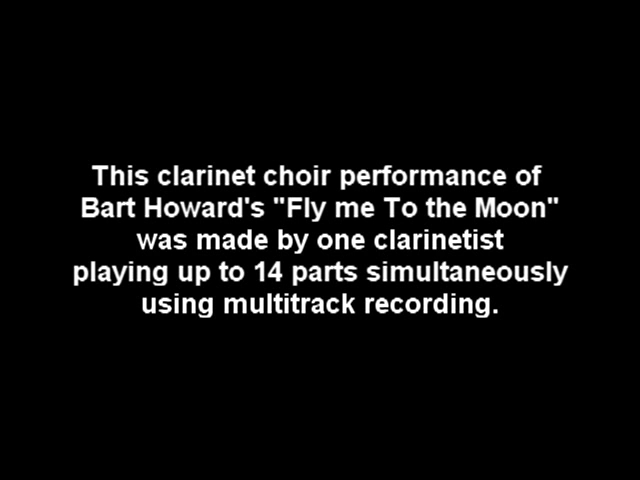 This clarinet choir performance of
Bart Howard's "Fly me To the Moon"
was made by one clarinetist
playing up to 14 parts simultaneously
using multitrack recording.